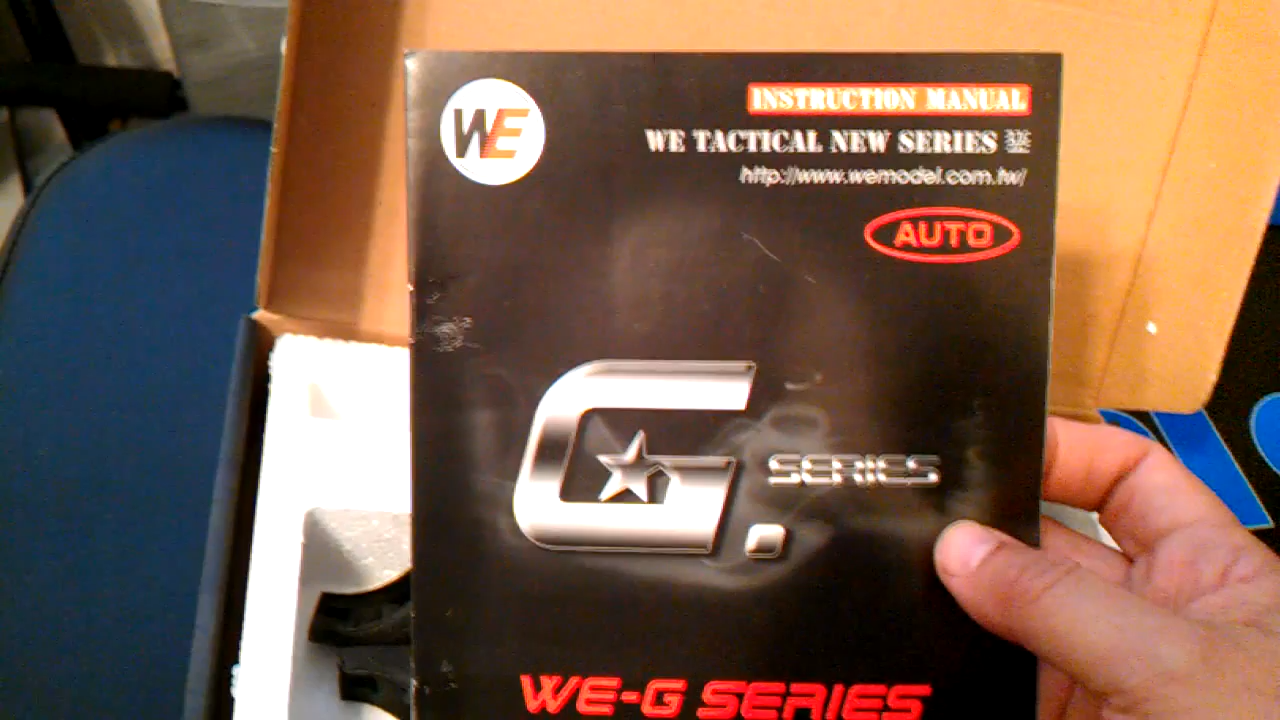 WE
INSTRUCTION MANUAL
WE TACTICAL NEW SERIES
http://www.wemodel.com.tw/
AUTO
G.
SERIES
WE-G SERIES